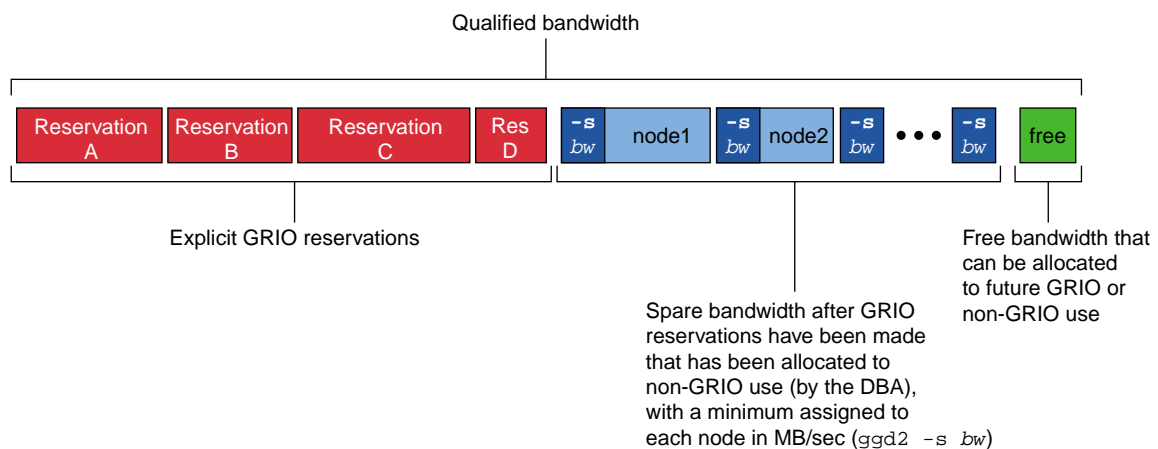 Qualified bandwidth
Reservation
A
Reservation
B
Reservation
C
Res
D
-s
bw
node1
-s
bw
node2
-s
bw
•••
-s
bw
free
Explicit GRIO reservations
Spare bandwidth after GRIO
reservations have been made
that has been allocated to
non-GRIO use (by the DBA),
with a minimum assigned to
each node in MB/sec (ggd2 -s bw)
Free bandwidth that
can be allocated
to future GRIO or
non-GRIO use